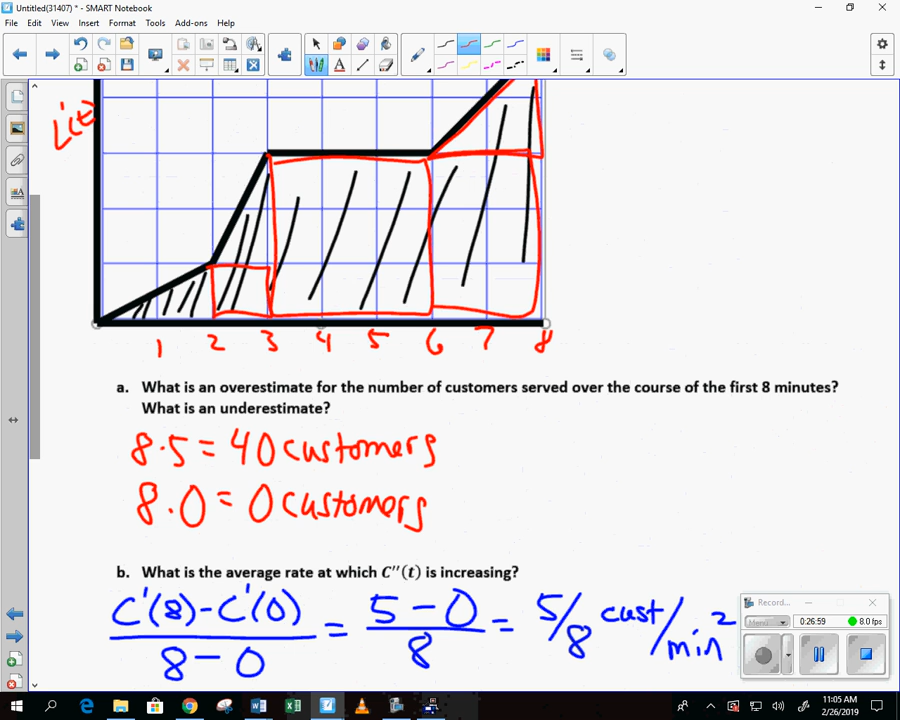 Untitled(31407) * - SMART Notebook
File Edit View Insert Format Tools Add-ons Help
1 2 3 4 5 6 7 8
a. What is an overestimate for the number of customers served over the course of the first 8 minutes?
What is an underestimate?
8·5 = 40 customers
8·0 = 0 customers
b. What is the average rate at which C''(t) is increasing?
C'(8) - C'(0) / 8 - 0 = 5 - 0 / 8 = 5/8 cust/min²
Record...
0:26:59 8.0 fps
11:05 AM
2/26/2019